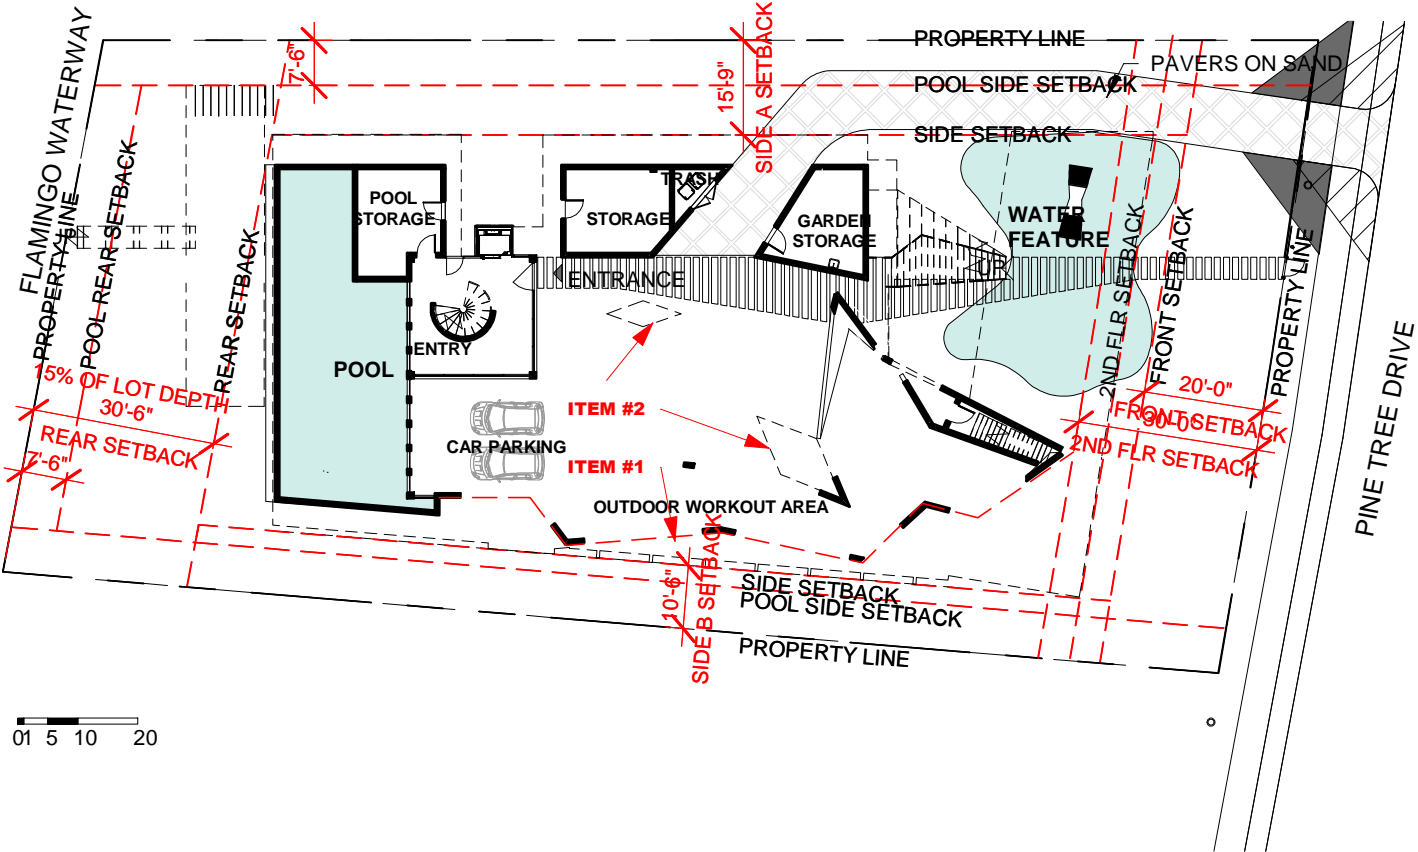 PROPERTY LINE
PAVERS ON SAND
POOL SIDE SETBACK
SIDE SETBACK
7'-6"
15'-9"
SIDE A SETBACK
FLAMINGO WATERWAY
PROPERTY LINE
POOL REAR SETBACK
REAR SETBACK
POOL
STORAGE
STORAGE
TRASH
GARDEN
STORAGE
WATER
FEATURE
UP
ENTRANCE
ENTRY
POOL
2ND FLR SETBACK
FRONT SETBACK
PROPERTY LINE
PINE TREE DRIVE
15% OF LOT DEPTH
30'-6"
REAR SETBACK
7'-6"
20'-0"
FRONT SETBACK
30'-0"
2ND FLR SETBACK
ITEM #2
CAR PARKING
ITEM #1
OUTDOOR WORKOUT AREA
10'-6"
SIDE B SETBACK
SIDE SETBACK
POOL SIDE SETBACK
PROPERTY LINE
01 5 10 20